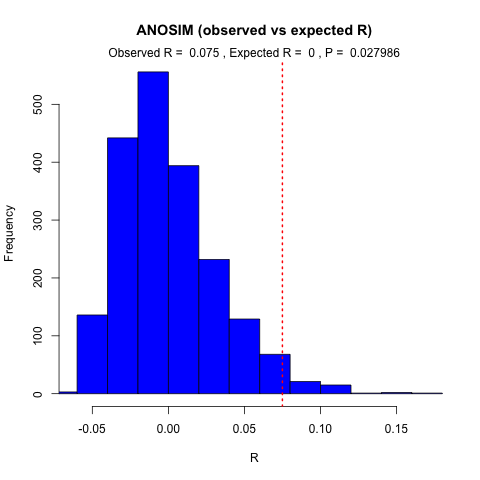 ANOSIM (observed vs expected R)
Observed R =  0.075 , Expected R =  0 , P =  0.027986
500
400
300
200
100
0
Frequency
-0.05 0.00 0.05 0.10 0.15
R